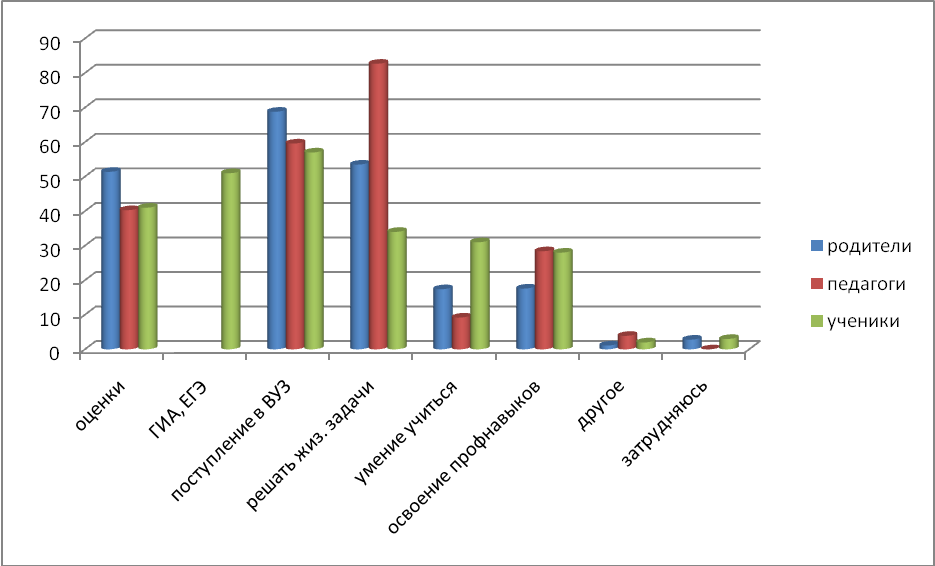 90
80
70
60
50
40
30
20
10
0
оценки
ГИА, ЕГЭ
поступление в ВУЗ
решать жиз. задачи
умение учиться
освоение профнавыков
другое
затрудняюсь
родители
педагоги
ученики